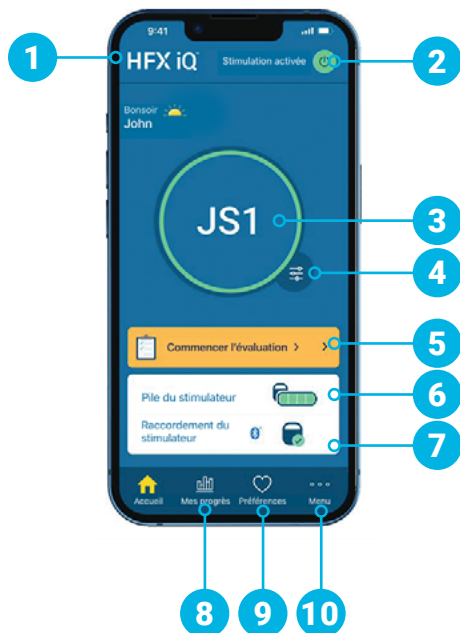 9:41
1
HFX iQ
Stimulation activée
2
Bonsoir
John
JS1
3
4
Commencer l'évaluation >
5
Pile du stimulateur
6
Raccordement du
stimulateur
7
Accueil
Mes progrès
Préférences
Menu
8
9
10